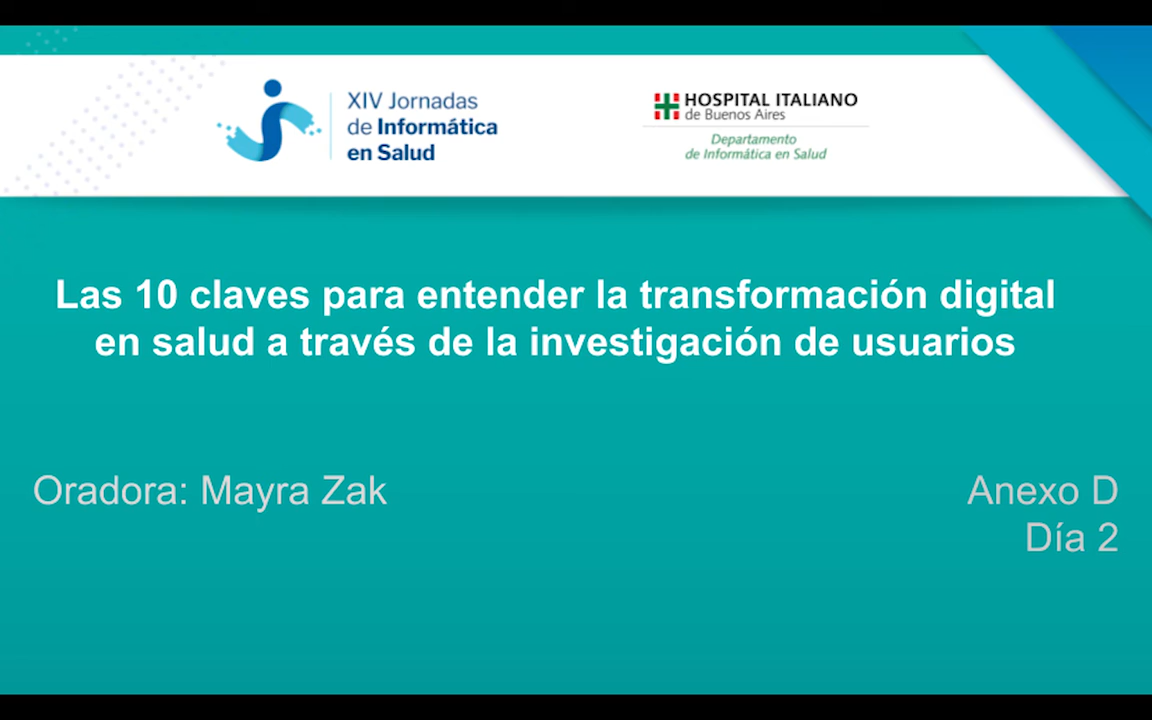 XIV Jornadas
de Informática
en Salud
HOSPITAL ITALIANO
de Buenos Aires
Departamento
de Informática en Salud
Las 10 claves para entender la transformación digital
en salud a través de la investigación de usuarios
Oradora: Mayra Zak
Anexo D
Día 2